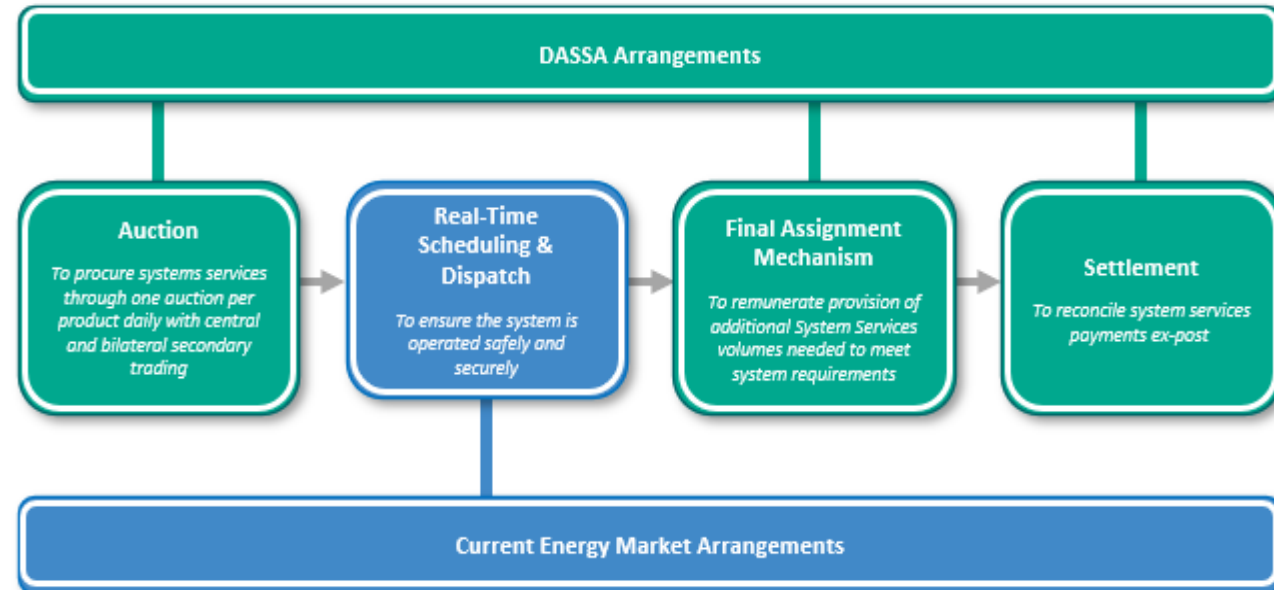 DASSA Arrangements
Auction
To procure systems services
through one auction per
product daily with central
and bilateral secondary
trading
Real-Time
Scheduling &
Dispatch
To ensure the system is
operated safely and
securely
Final Assignment
Mechanism
To remunerate provision of
additional System Services
volumes needed to meet
system requirements
Settlement
To reconcile system services
payments ex-post
Current Energy Market Arrangements